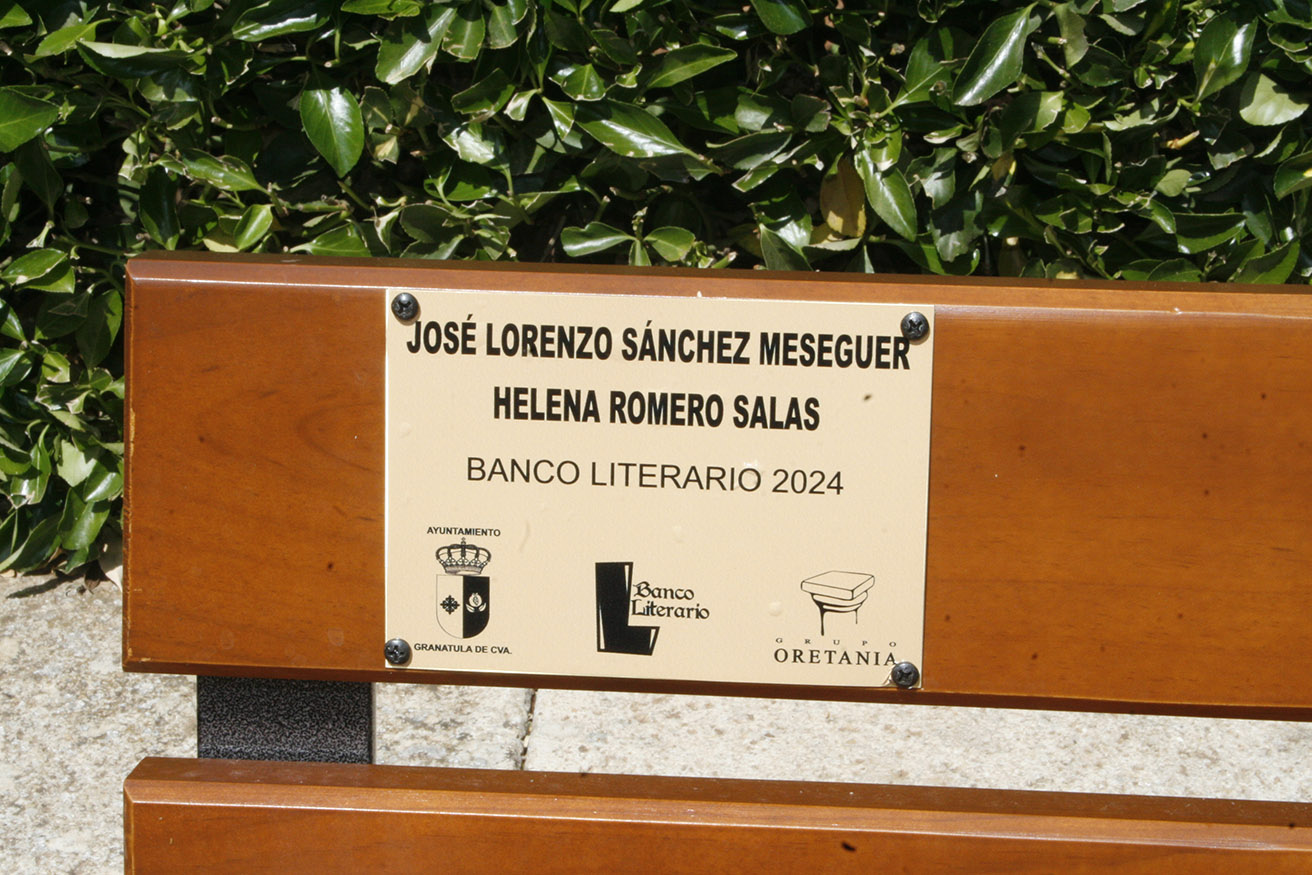 JOSÉ LORENZO SÁNCHEZ MESEGUER
HELENA ROMERO SALAS
BANCO LITERARIO 2024
AYUNTAMIENTO
GRANATULA DE CVA.
Banco
Literario
GRUPO
ORETANIA